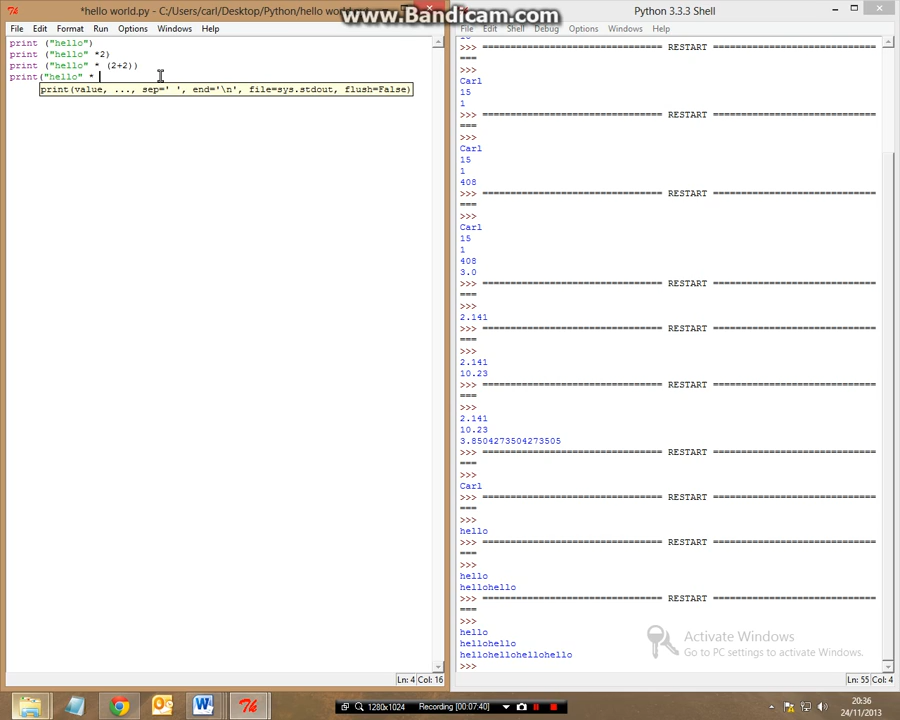 *hello world.py - C:/Users/carl/Desktop/Python/hello world
www.Bandicam.com
Python 3.3.3 Shell
File Edit Format Run Options Windows Help
print ("hello")
print ("hello" *2)
print ("hello" * (2+2))
print("hello" *
print(value, ..., sep=' ', end='\n', file=sys.stdout, flush=False)
Ln: 4 Col: 16
File Edit Shell Debug Options Windows Help
>>> ================================ RESTART ================================
===
>>>
Carl
15
1
>>> ================================ RESTART ================================
===
>>>
Carl
15
1
408
>>> ================================ RESTART ================================
===
>>>
Carl
15
1
408
3.0
>>> ================================ RESTART ================================
===
>>>
2.141
>>> ================================ RESTART ================================
===
>>>
2.141
10.23
>>> ================================ RESTART ================================
===
>>>
2.141
10.23
3.8504273504273505
>>> ================================ RESTART ================================
===
>>>
Carl
>>> ================================ RESTART ================================
===
>>>
hello
>>> ================================ RESTART ================================
===
>>>
hello
hellohello
>>> ================================ RESTART ================================
===
>>>
hello
hellohello
hellohellohellohello
>>>
Activate Windows
Go to PC settings to activate Windows.
Ln: 55 Col: 4
1280x1024 Recording [00:07:40]
20:36
24/11/2013